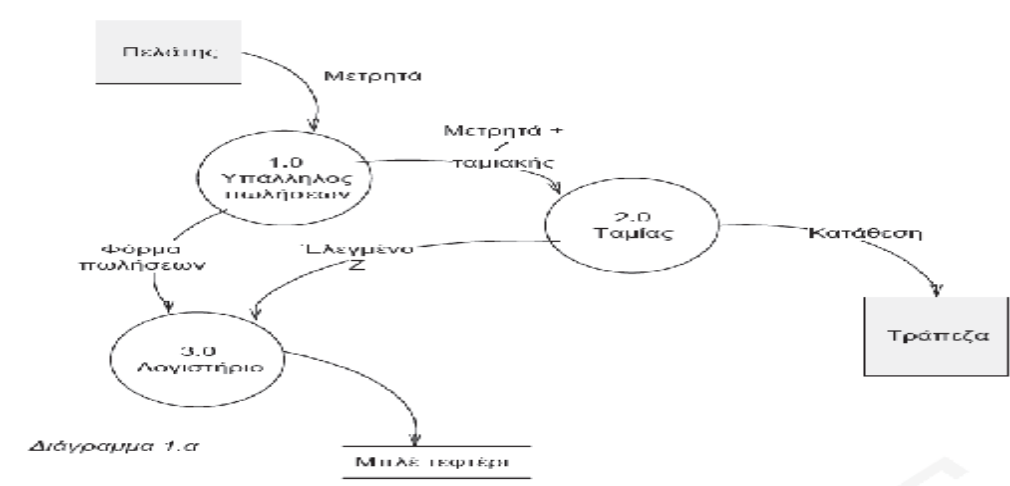 Πελάτης
Μετρητά
Μετρητά +
Ζ
ταμιακής
1.0
Υπάλληλος
πωλήσεων
2.0
Ταμίας
Φόρμα
πωλήσεων
Ελεγμένο
Ζ
Κατάθεση
Τράπεζα
3.0
Λογιστήριο
Διάγραμμα 1.α
Μπλέ τεφτέρι